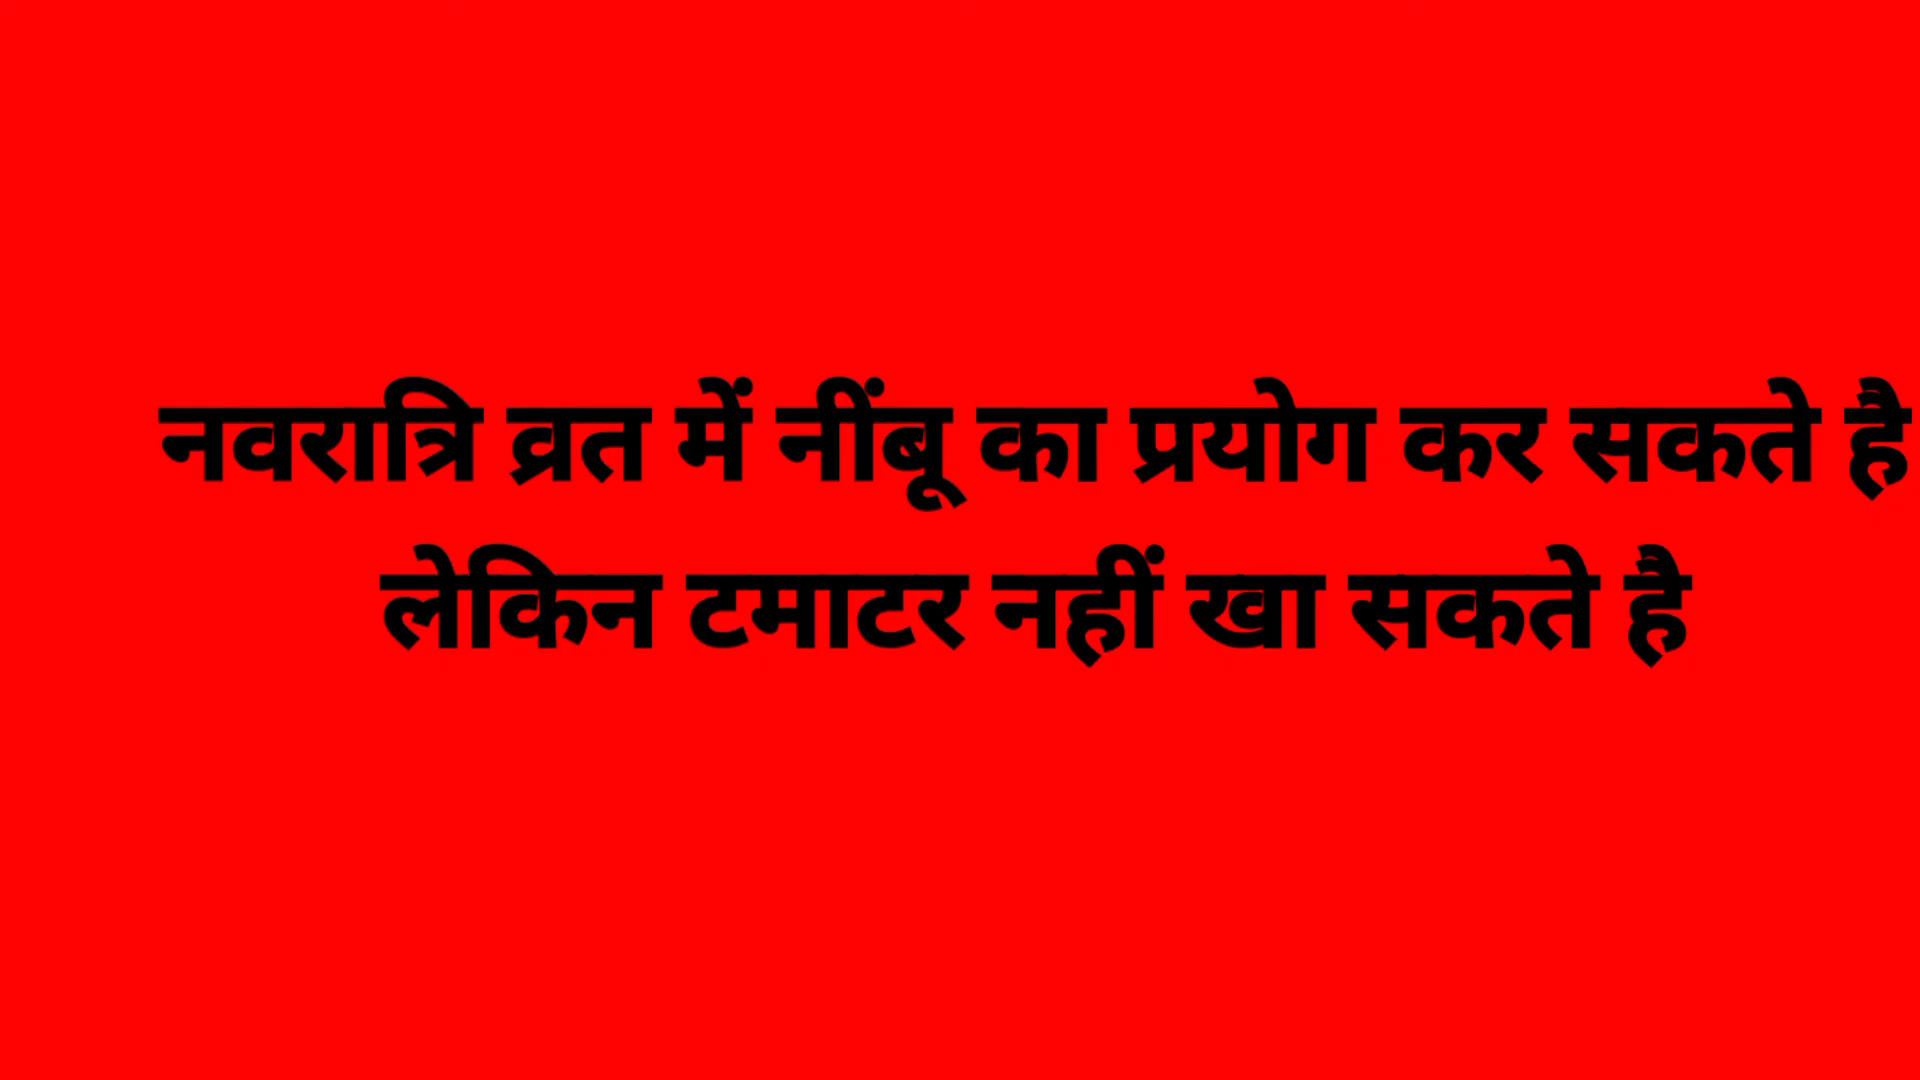 नवरात्रि व्रत में नींबू का प्रयोग कर सकते है
लेकिन टमाटर नहीं खा सकते है